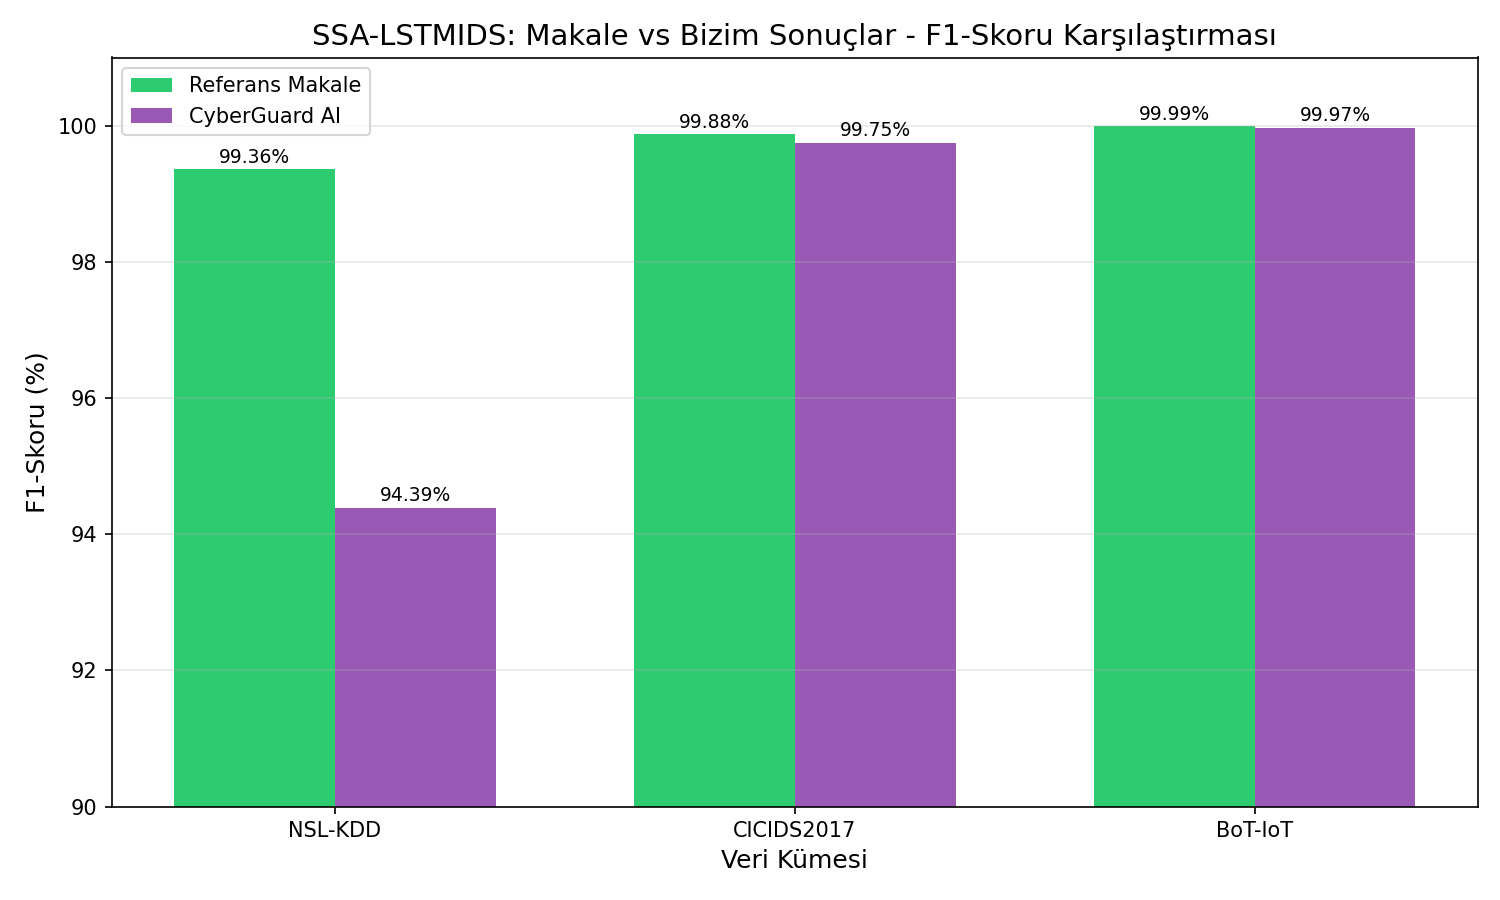 SSA-LSTMIDS: Makale vs Bizim Sonuçlar - F1-Skoru Karşılaştırması
Referans Makale
CyberGuard AI
F1-Skoru (%)
100
98
96
94
92
90
99.36%
94.39%
99.88%
99.75%
99.99%
99.97%
NSL-KDD
CICIDS2017
BoT-IoT
Veri Kümesi